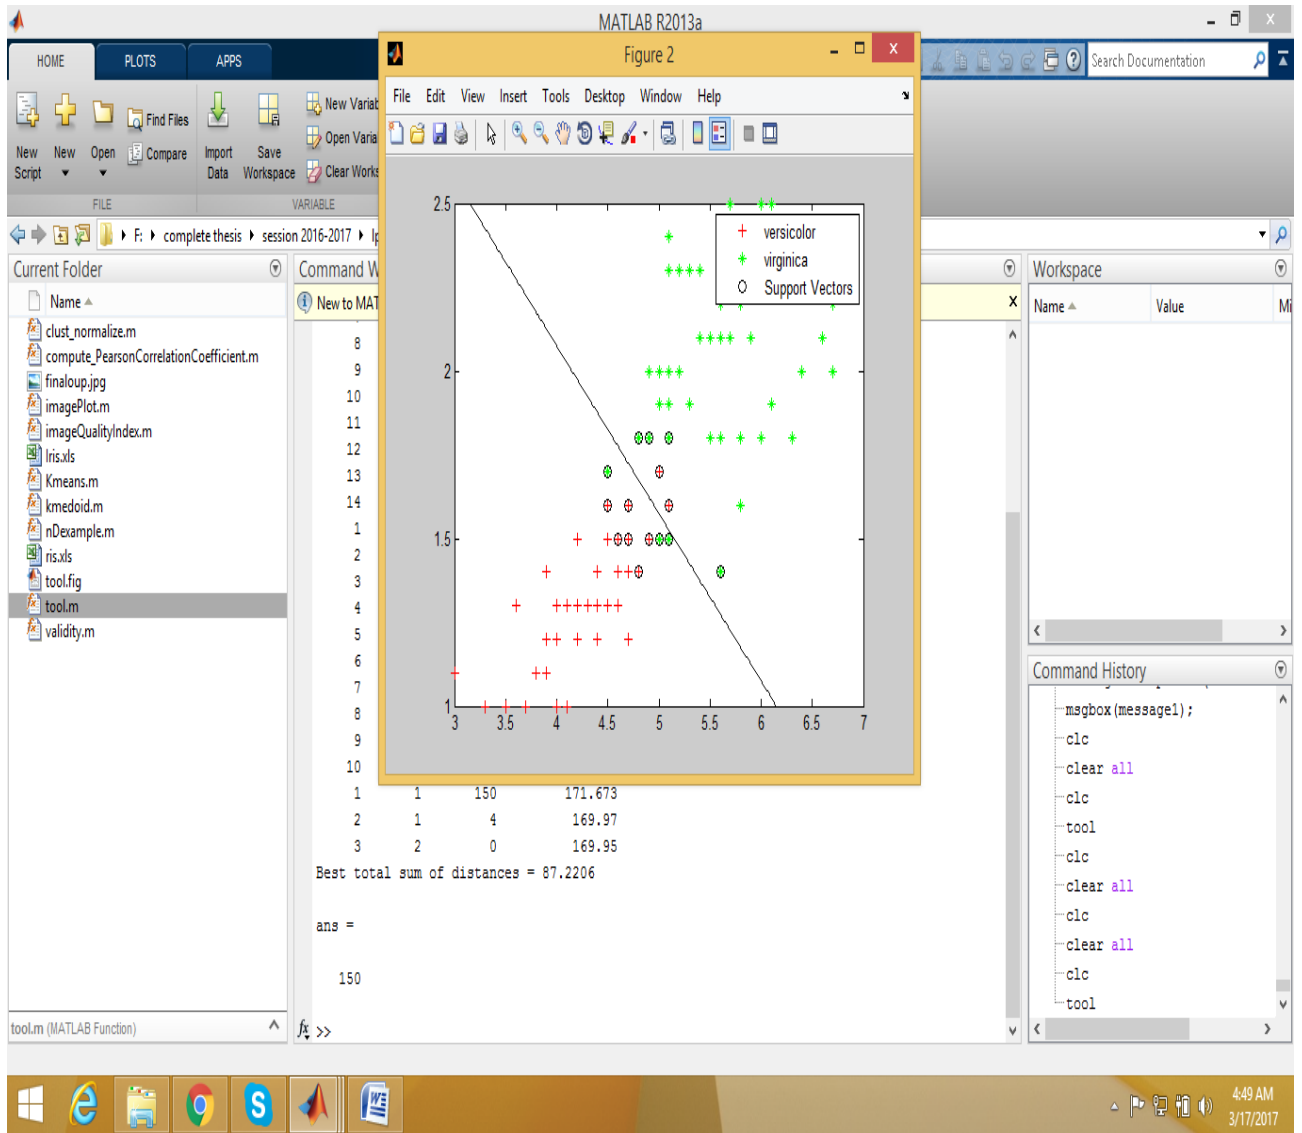 MATLAB R2013a
HOME
PLOTS
APPS
Search Documentation
New Script
New
Open
Find Files
Compare
Import Data
Save Workspace
New Variab
Open Varia
Clear Works
FILE
VARIABLE
F: complete thesis session 2016-2017
Current Folder
Name
clust_normalize.m
compute_PearsonCorrelationCoefficient.m
finaloup.jpg
imagePlot.m
imageQualityIndex.m
Iris.xls
Kmeans.m
kmedoid.m
nDexample.m
ris.xls
tool.fig
tool.m
validity.m
tool.m (MATLAB Function)
Command W
New to MAT
8
9
10
11
12
13
14
1
2
3
4
5
6
7
8
9
10
1 1 150 171.673
2 1 4 169.97
3 2 0 169.95
Best total sum of distances = 87.2206
ans =
150
fx >>
Figure 2
File Edit View Insert Tools Desktop Window Help
2.5
2
1.5
1
3 3.5 4 4.5 5 5.5 6 6.5 7
versicolor
virginica
Support Vectors
Workspace
Name Value Mi
Command History
msgbox(message1);
clc
clear all
clc
tool
clc
clear all
clc
clear all
clc
tool
4:49 AM
3/17/2017